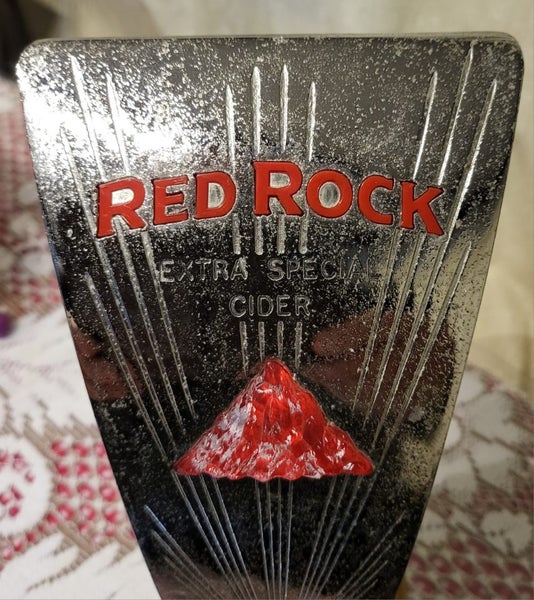 RED ROCK
EXTRA SPECIAL
CIDER